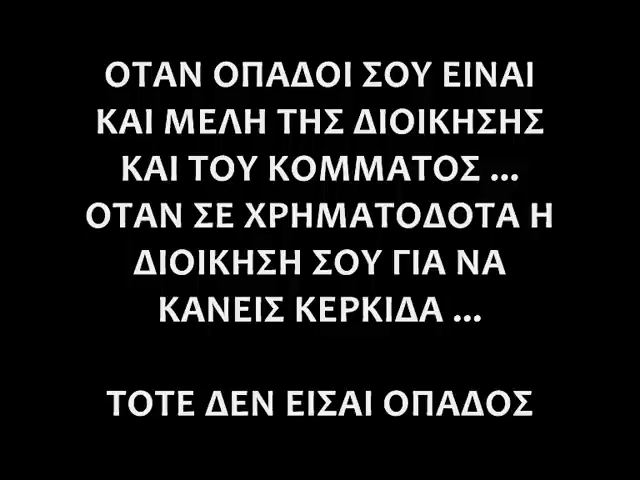 ΟΤΑΝ ΟΠΑΔΟΙ ΣΟΥ ΕΙΝΑΙ
ΚΑΙ ΜΕΛΗ ΤΗΣ ΔΙΟΙΚΗΣΗΣ
ΚΑΙ ΤΟΥ ΚΟΜΜΑΤΟΣ ...
ΟΤΑΝ ΣΕ ΧΡΗΜΑΤΟΔΟΤΑ Η
ΔΙΟΙΚΗΣΗ ΣΟΥ ΓΙΑ ΝΑ
ΚΑΝΕΙΣ ΚΕΡΚΙΔΑ ...
ΤΟΤΕ ΔΕΝ ΕΙΣΑΙ ΟΠΑΔΟΣ